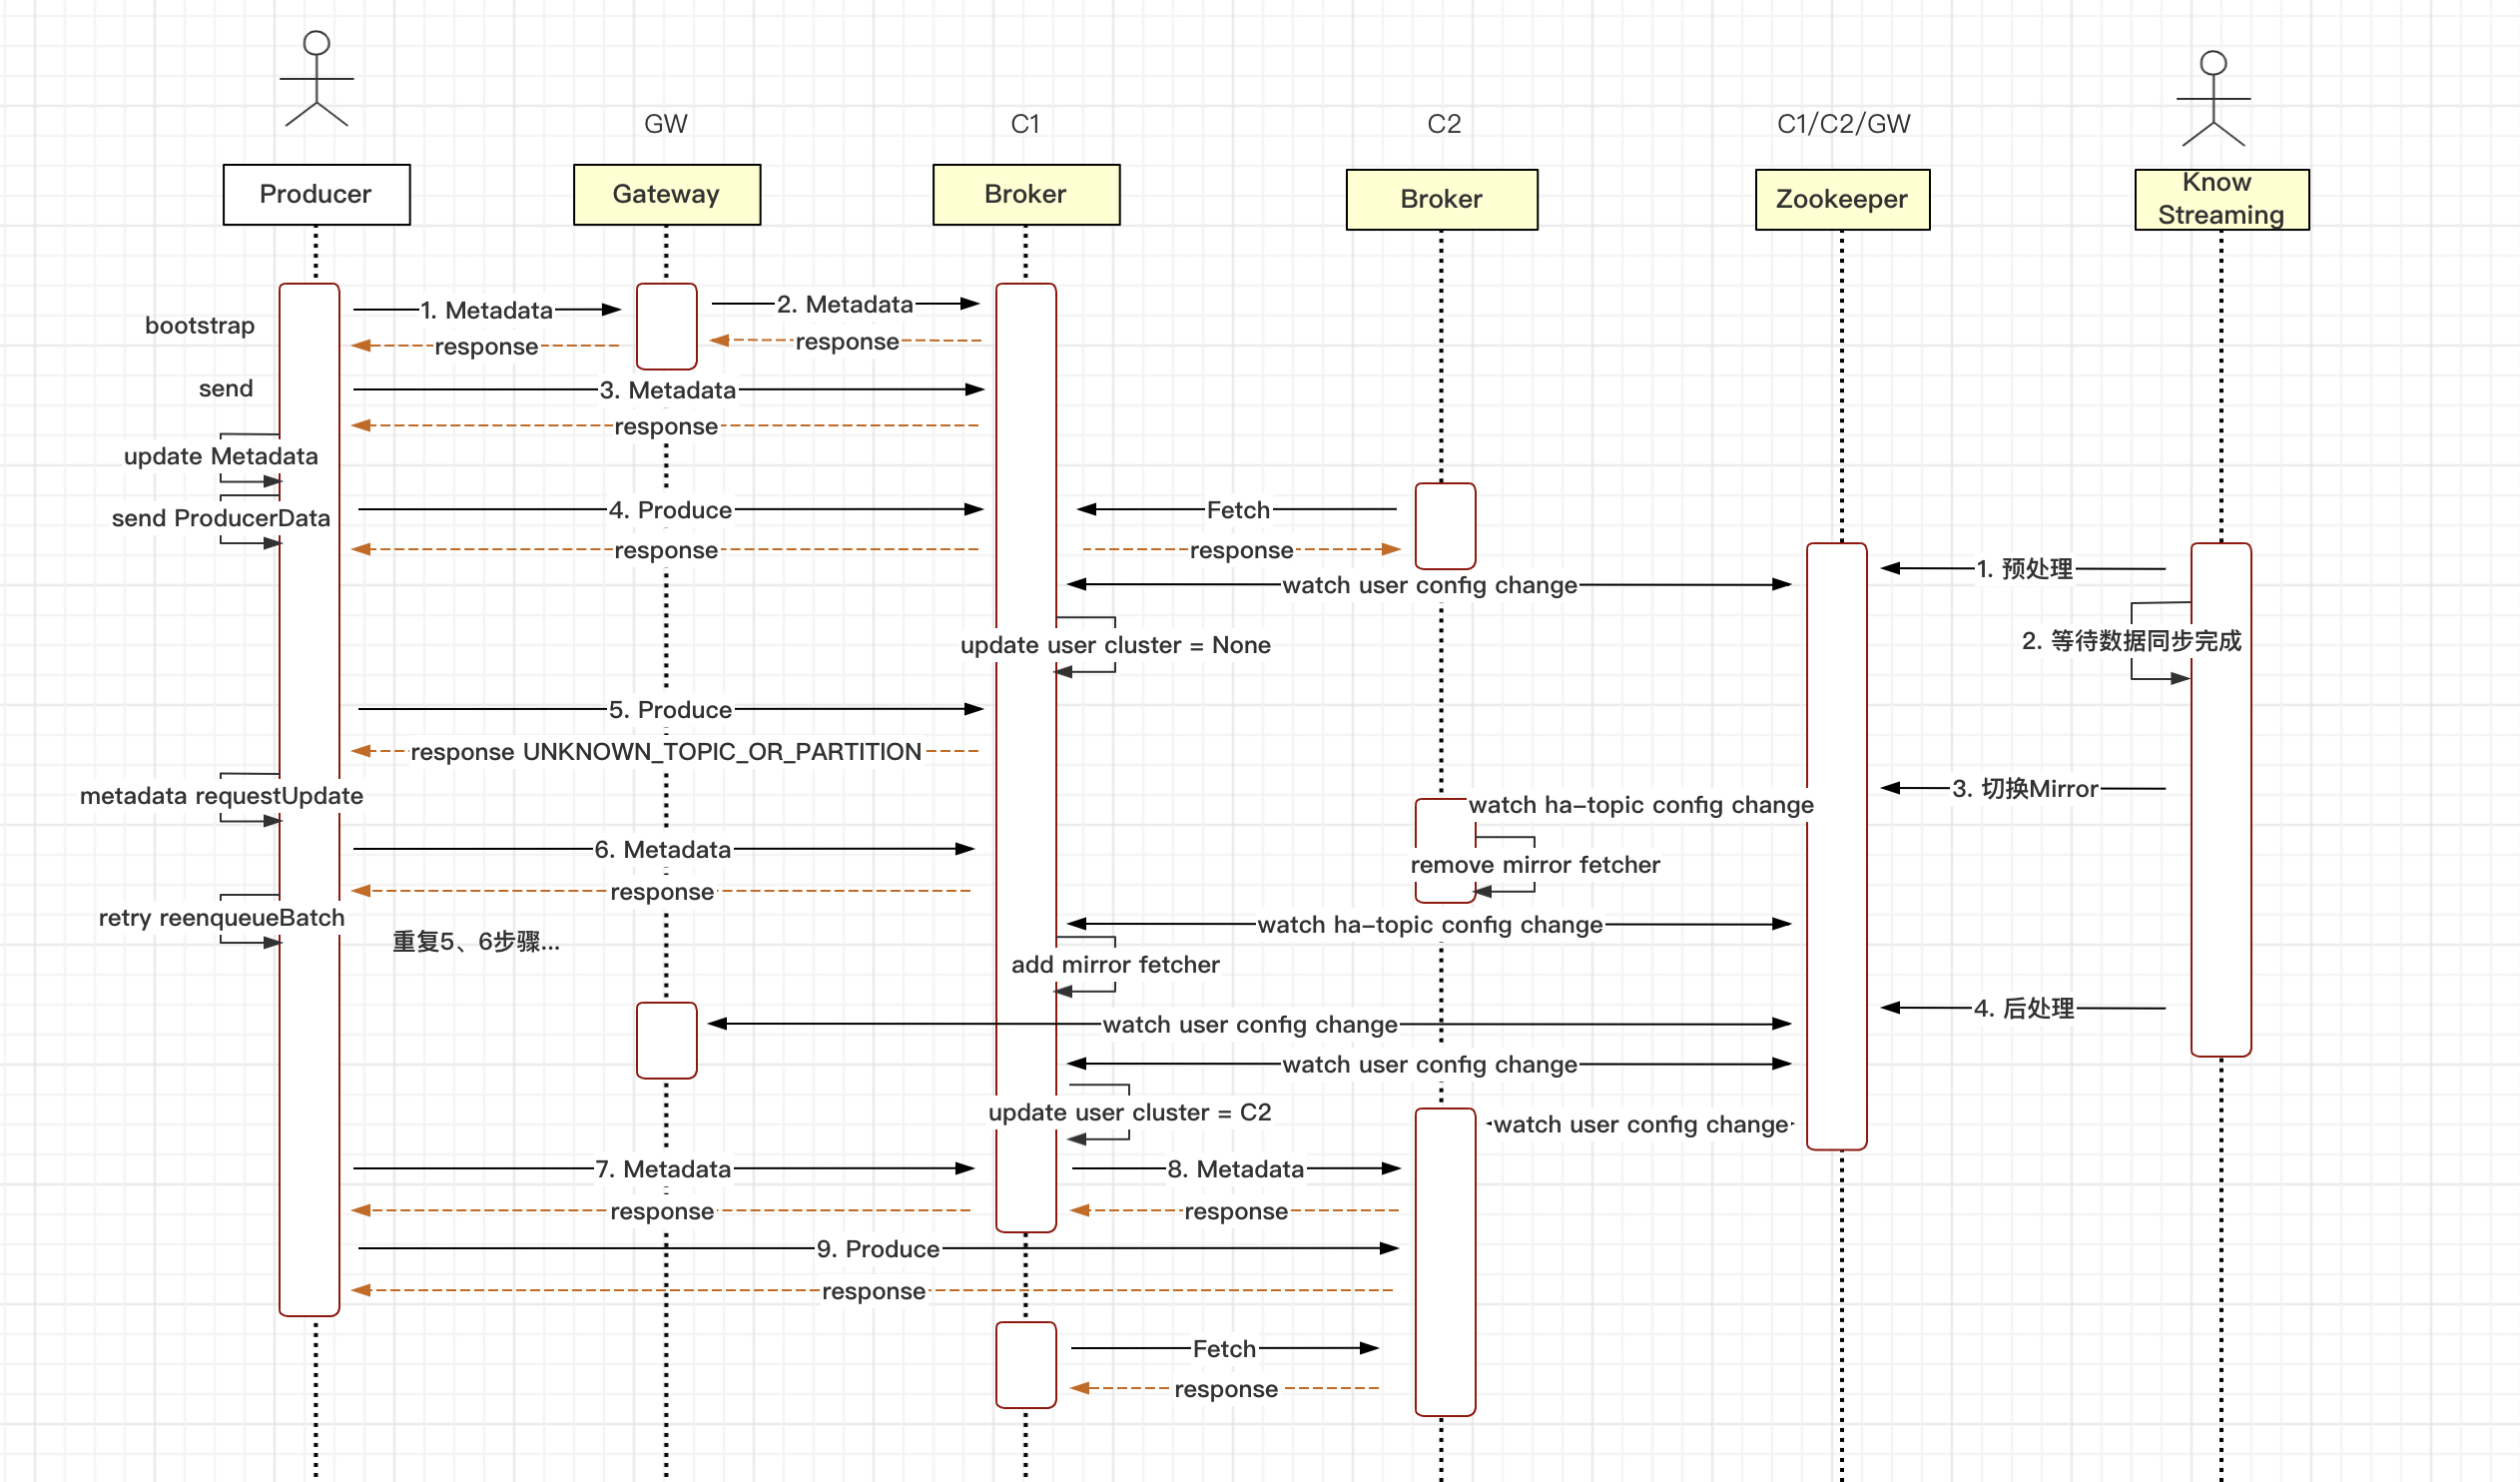 GW
C1
C2
C1/C2/GW
Producer
Gateway
Broker
Broker
Zookeeper
Know
Streaming
bootstrap
1. Metadata
2. Metadata
response
response
send
3. Metadata
response
update Metadata
send ProducerData
4. Produce
Fetch
response
response
1. 预处理
watch user config change
update user cluster = None
2. 等待数据同步完成
5. Produce
response UNKNOWN_TOPIC_OR_PARTITION
metadata requestUpdate
watch ha-topic config change
3. 切换Mirror
6. Metadata
remove mirror fetcher
response
retry reenqueueBatch
重复5、6步骤...
watch ha-topic config change
add mirror fetcher
4. 后处理
watch user config change
watch user config change
update user cluster = C2
watch user config change
7. Metadata
8. Metadata
response
response
9. Produce
response
Fetch
response